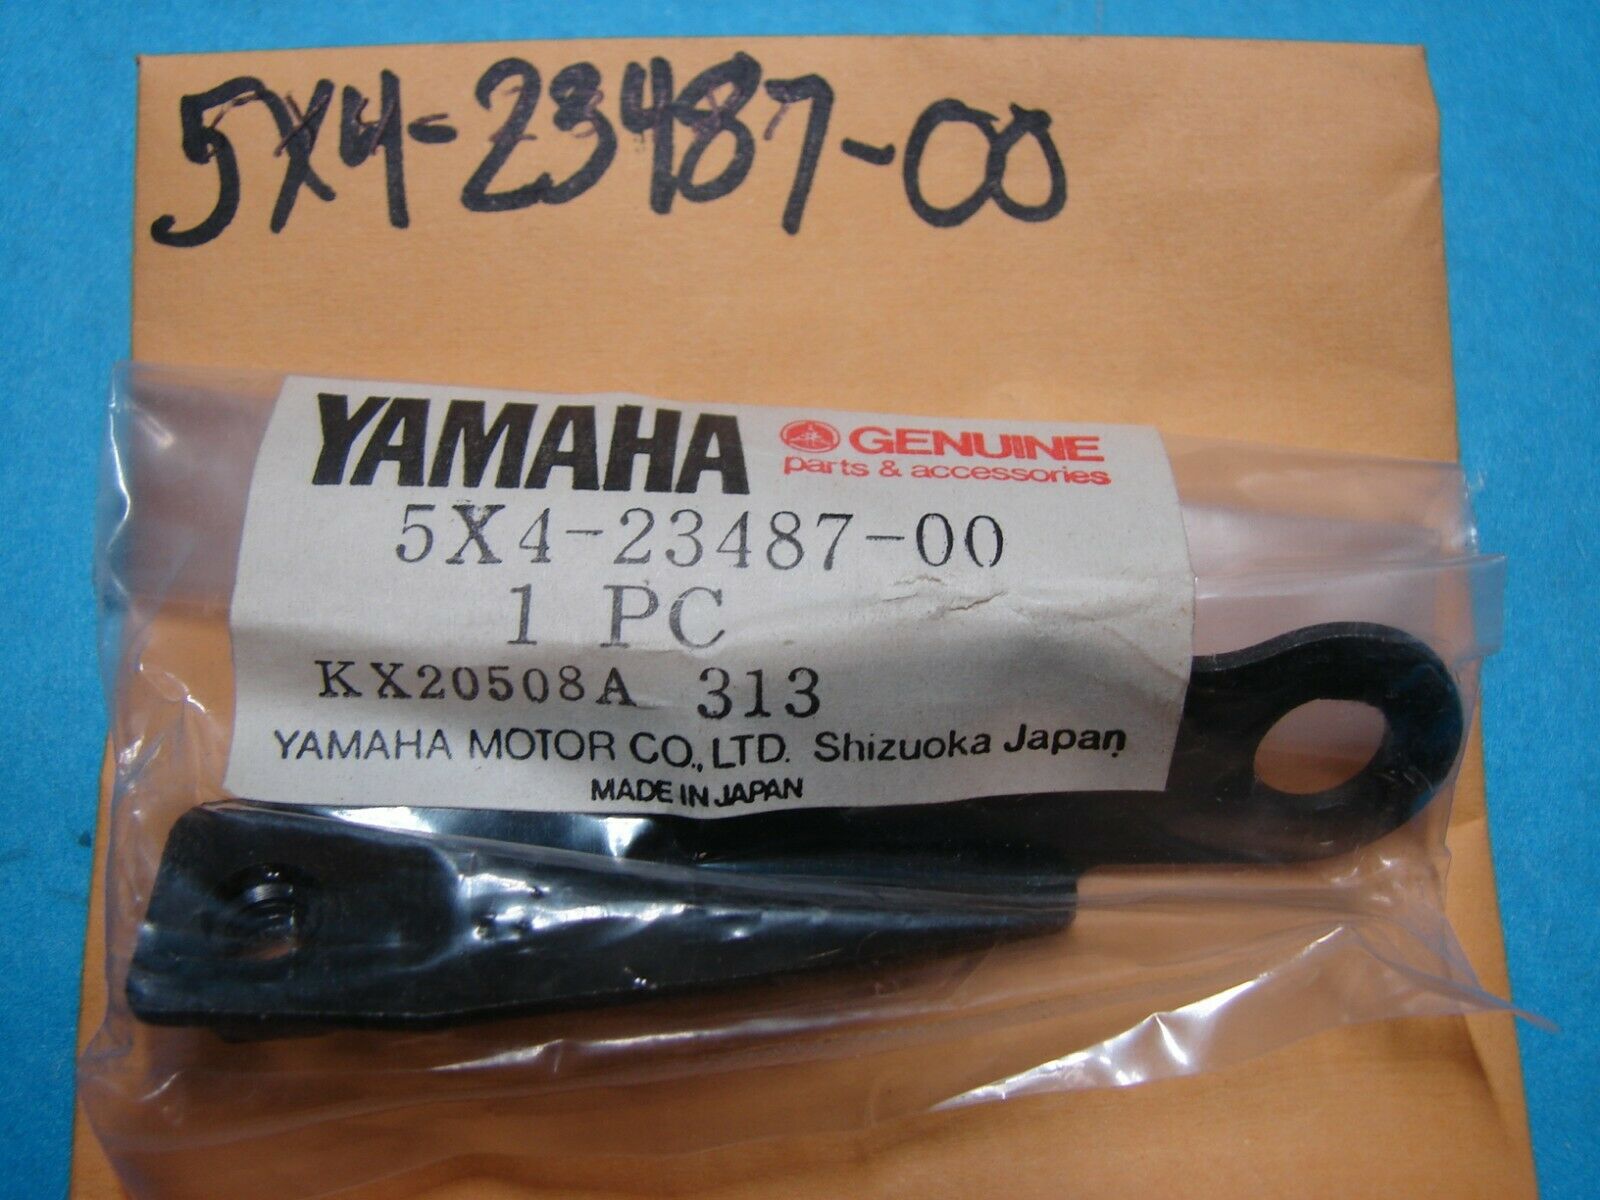 5X4-23487-00
YAMAHA GENUINE
parts & accessories
5X4-23487-00
1 PC
KX20508A 313
YAMAHA MOTOR CO., LTD. Shizuoka Japan
MADE IN JAPAN